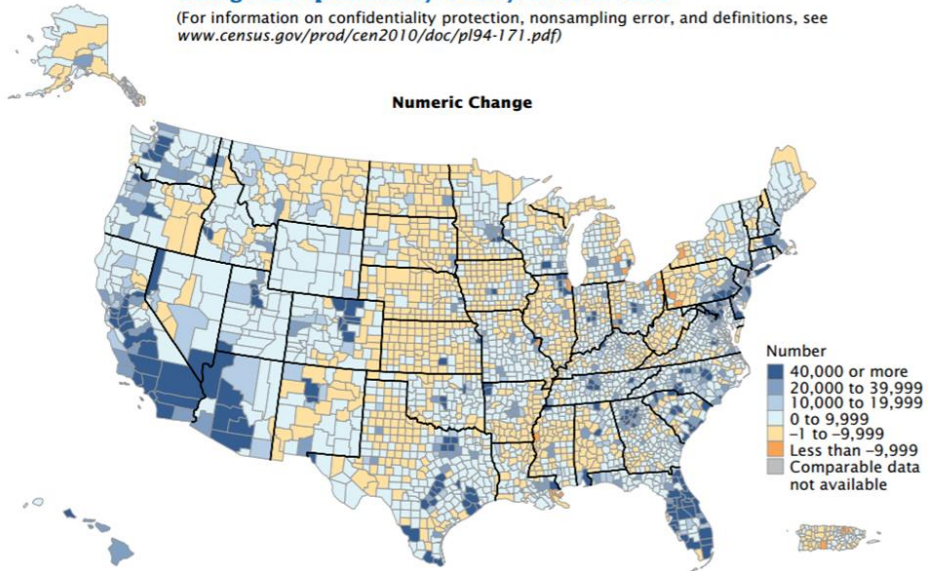 (For information on confidentiality protection, nonsampling error, and definitions, see
www.census.gov/prod/cen2010/doc/pl94-171.pdf)
Numeric Change
Number
40,000 or more
20,000 to 39,999
10,000 to 19,999
0 to 9,999
–1 to –9,999
Less than –9,999
Comparable data
not available